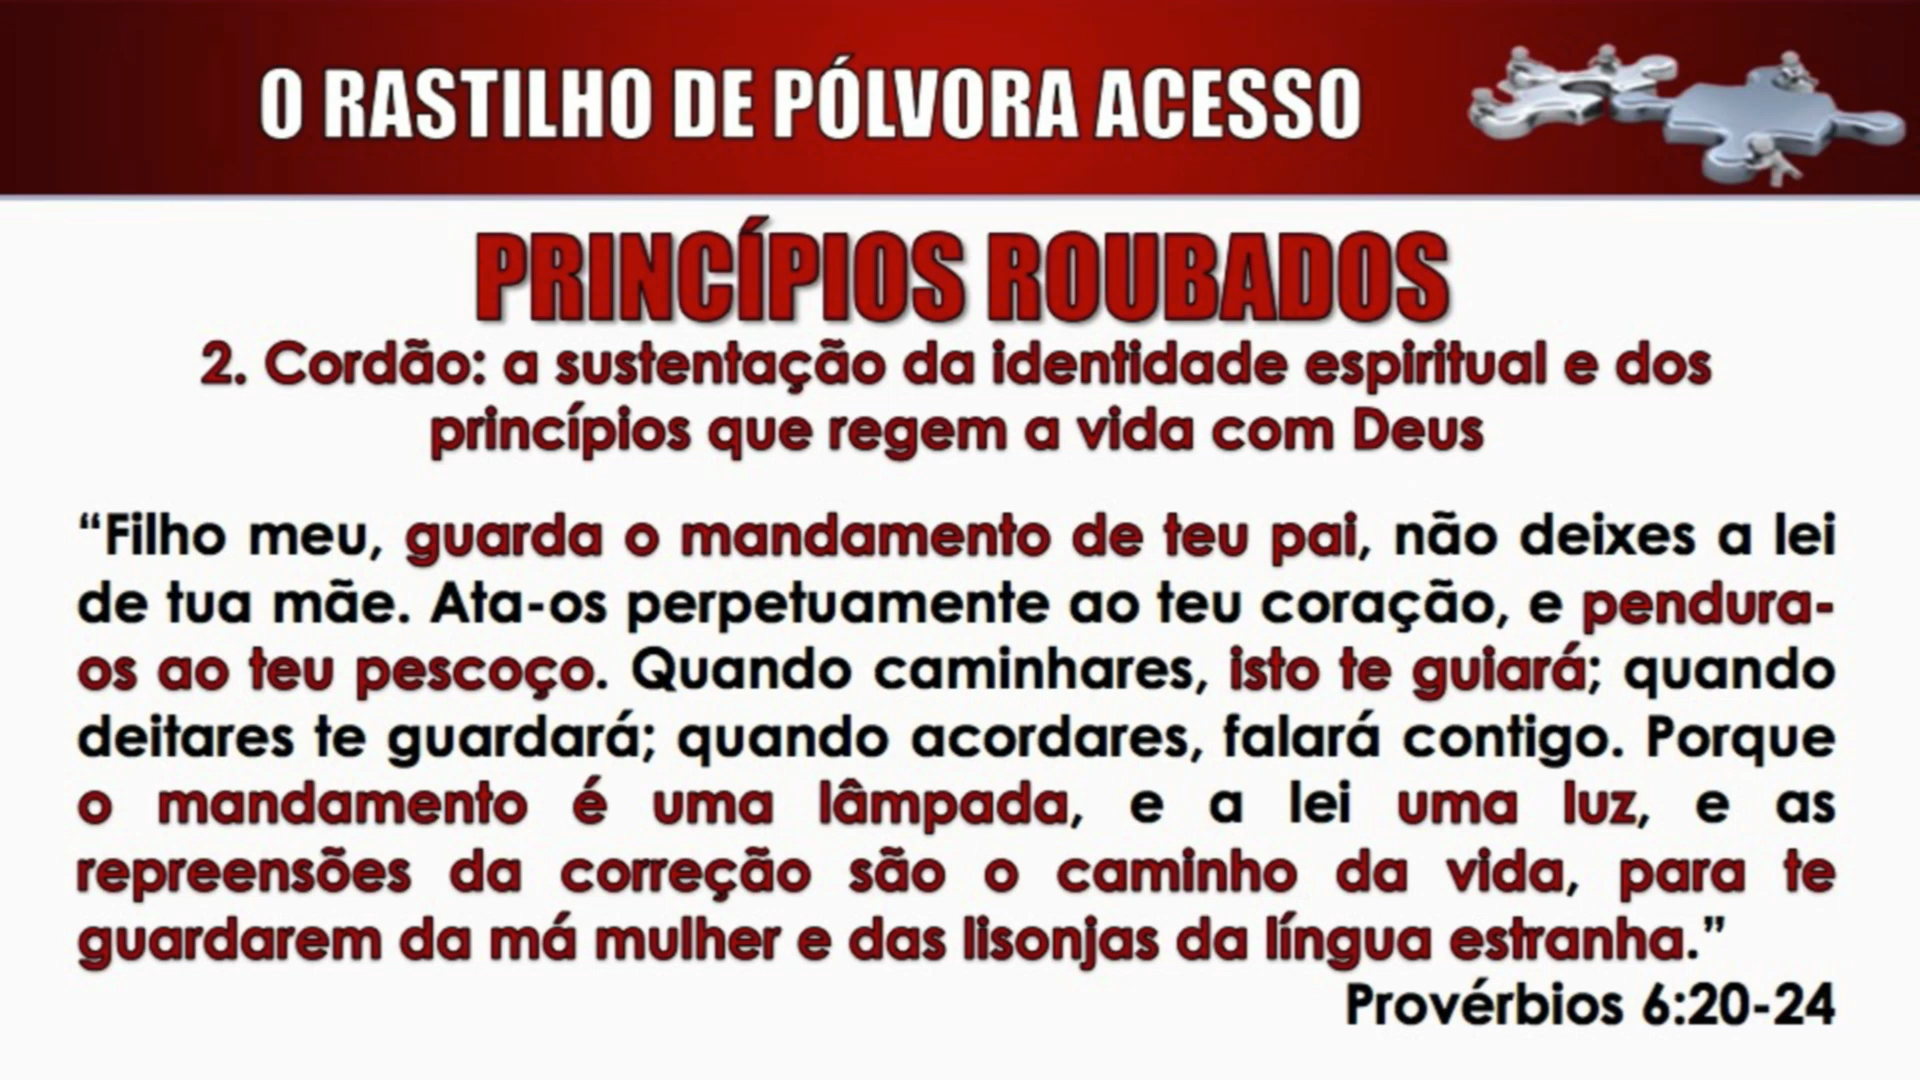 O RASTILHO DE PÓLVORA ACESSO
PRINCÍPIOS ROUBADOS
2. Cordão: a sustentação da identidade espiritual e dos
princípios que regem a vida com Deus
“Filho meu, guarda o mandamento de teu pai, não deixes a lei
de tua mãe. Ata-os perpetuamente ao teu coração, e pendura-
os ao teu pescoço. Quando caminhares, isto te guiará; quando
deitares te guardará; quando acordares, falará contigo. Porque
o mandamento é uma lâmpada, e a lei uma luz, e as
repreensões da correção são o caminho da vida, para te
guardarem da má mulher e das lisonjas da língua estranha.”
Provérbios 6:20-24